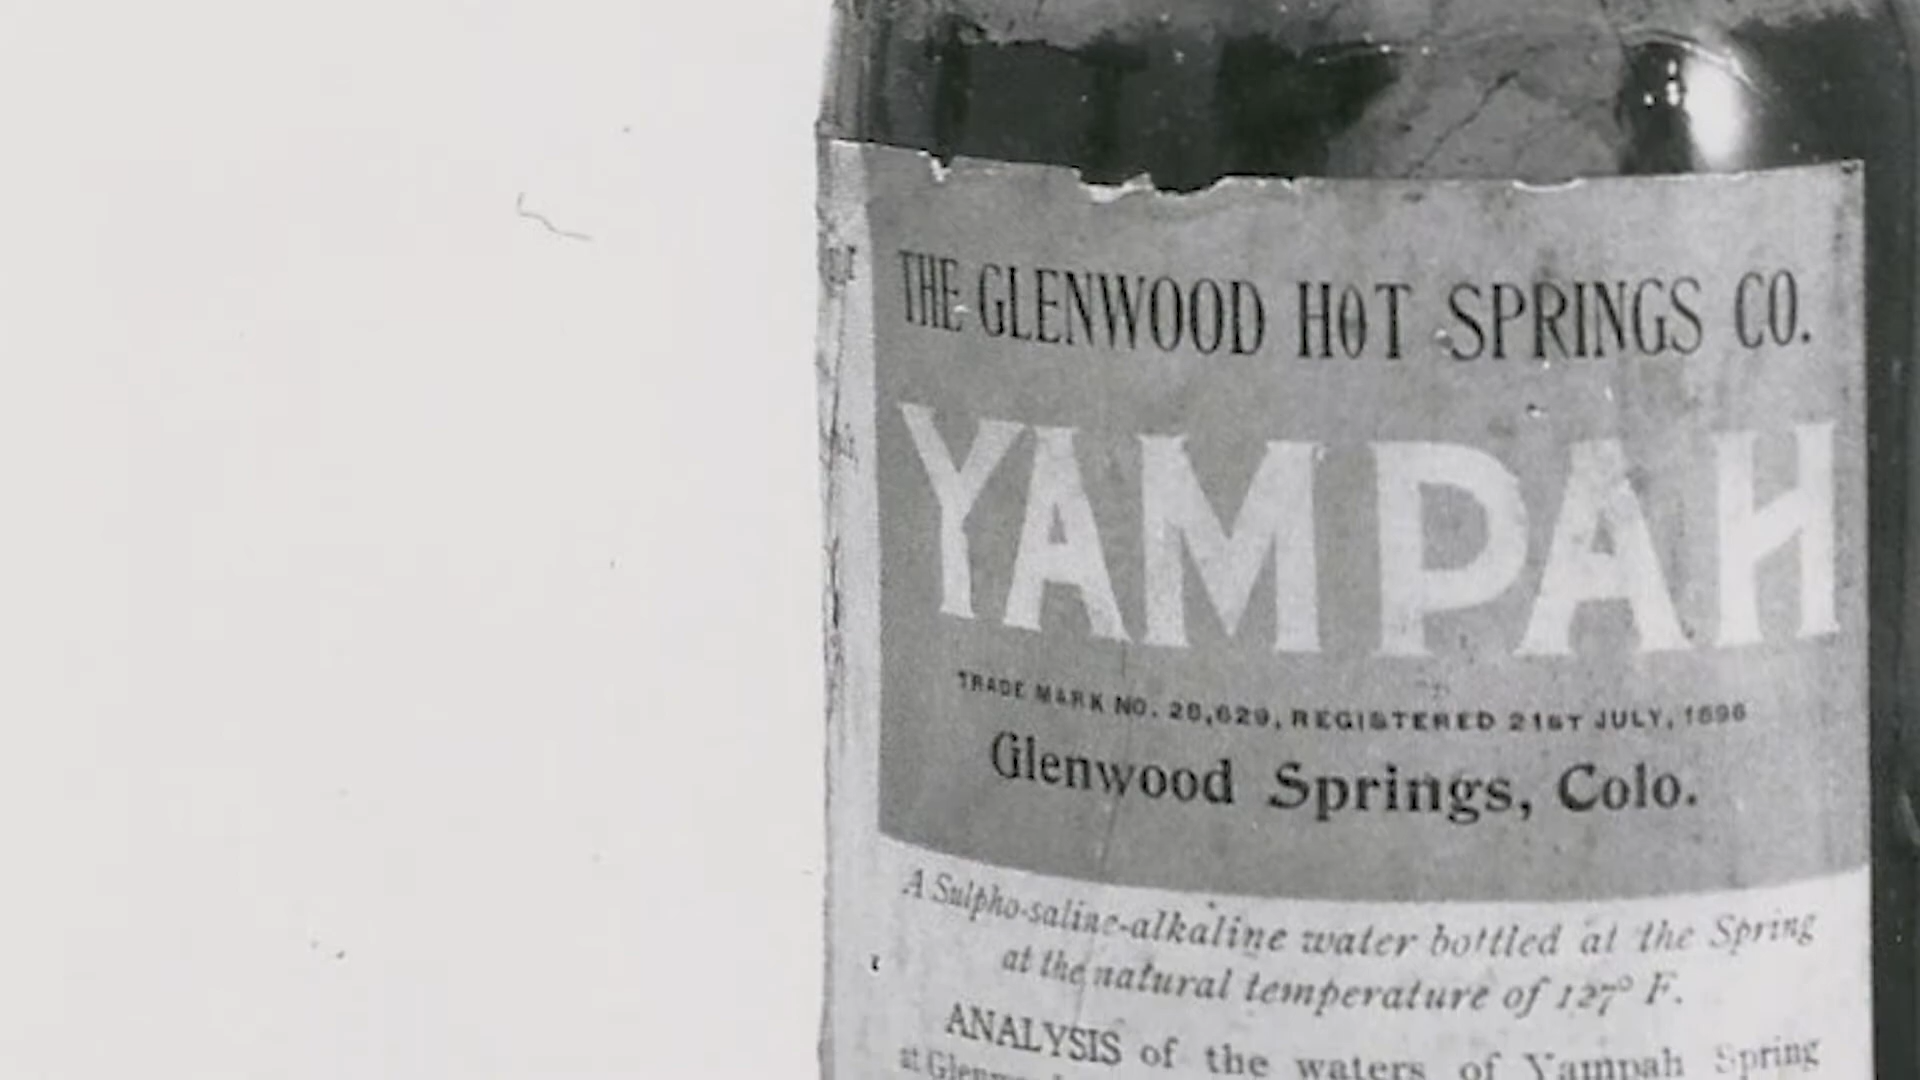 THE GLENWOOD HOT SPRINGS CO.
YAMPAH
TRADE MARK NO. 28,629, REGISTERED 21ST JULY, 1896
Glenwood Springs, Colo.
A Sulpho-saline-alkaline water bottled at the Spring
at the natural temperature of 127° F.
ANALYSIS of the waters of Yampah Spring
at